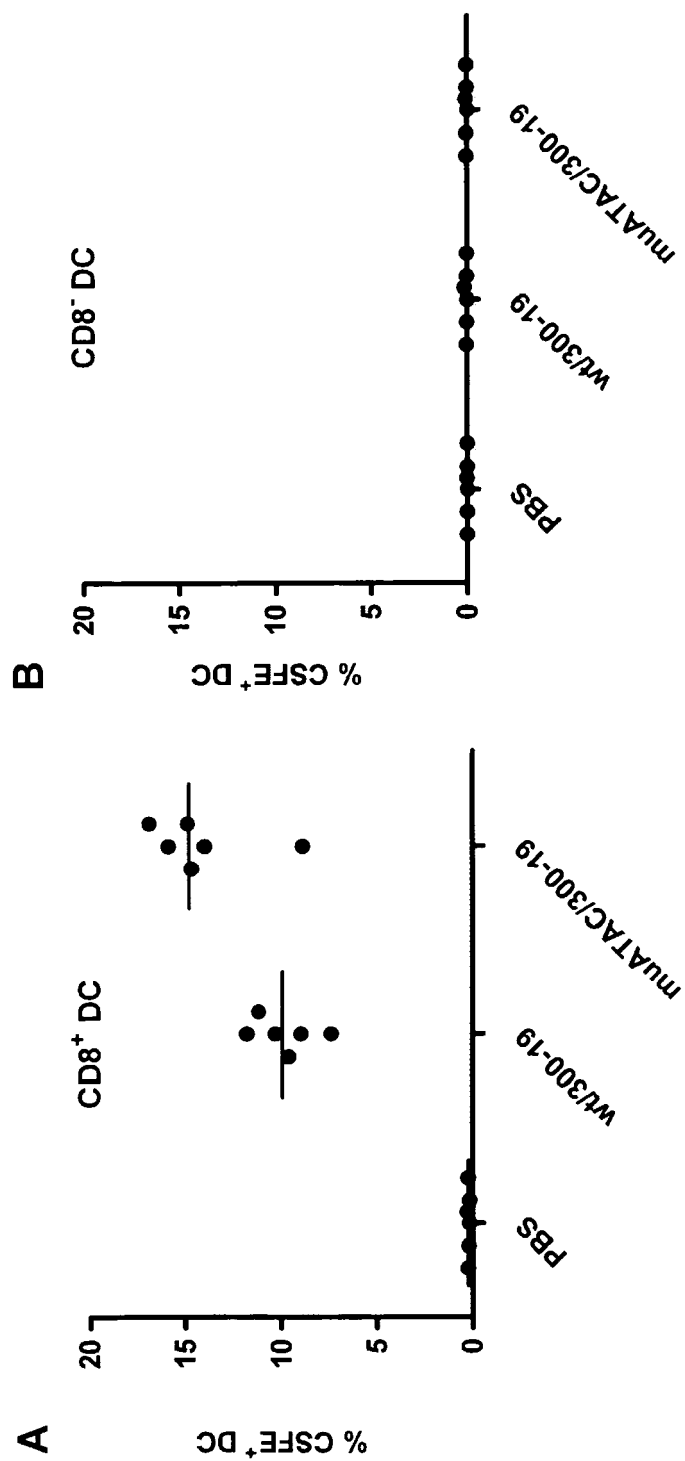 A
CD8⁺ DC
% CSFE⁺ DC
20
15
10
5
0
PBS
wt/300-19
muATAC/300-19
B
CD8⁻ DC
% CSFE⁺ DC
20
15
10
5
0
PBS
wt/300-19
muATAC/300-19